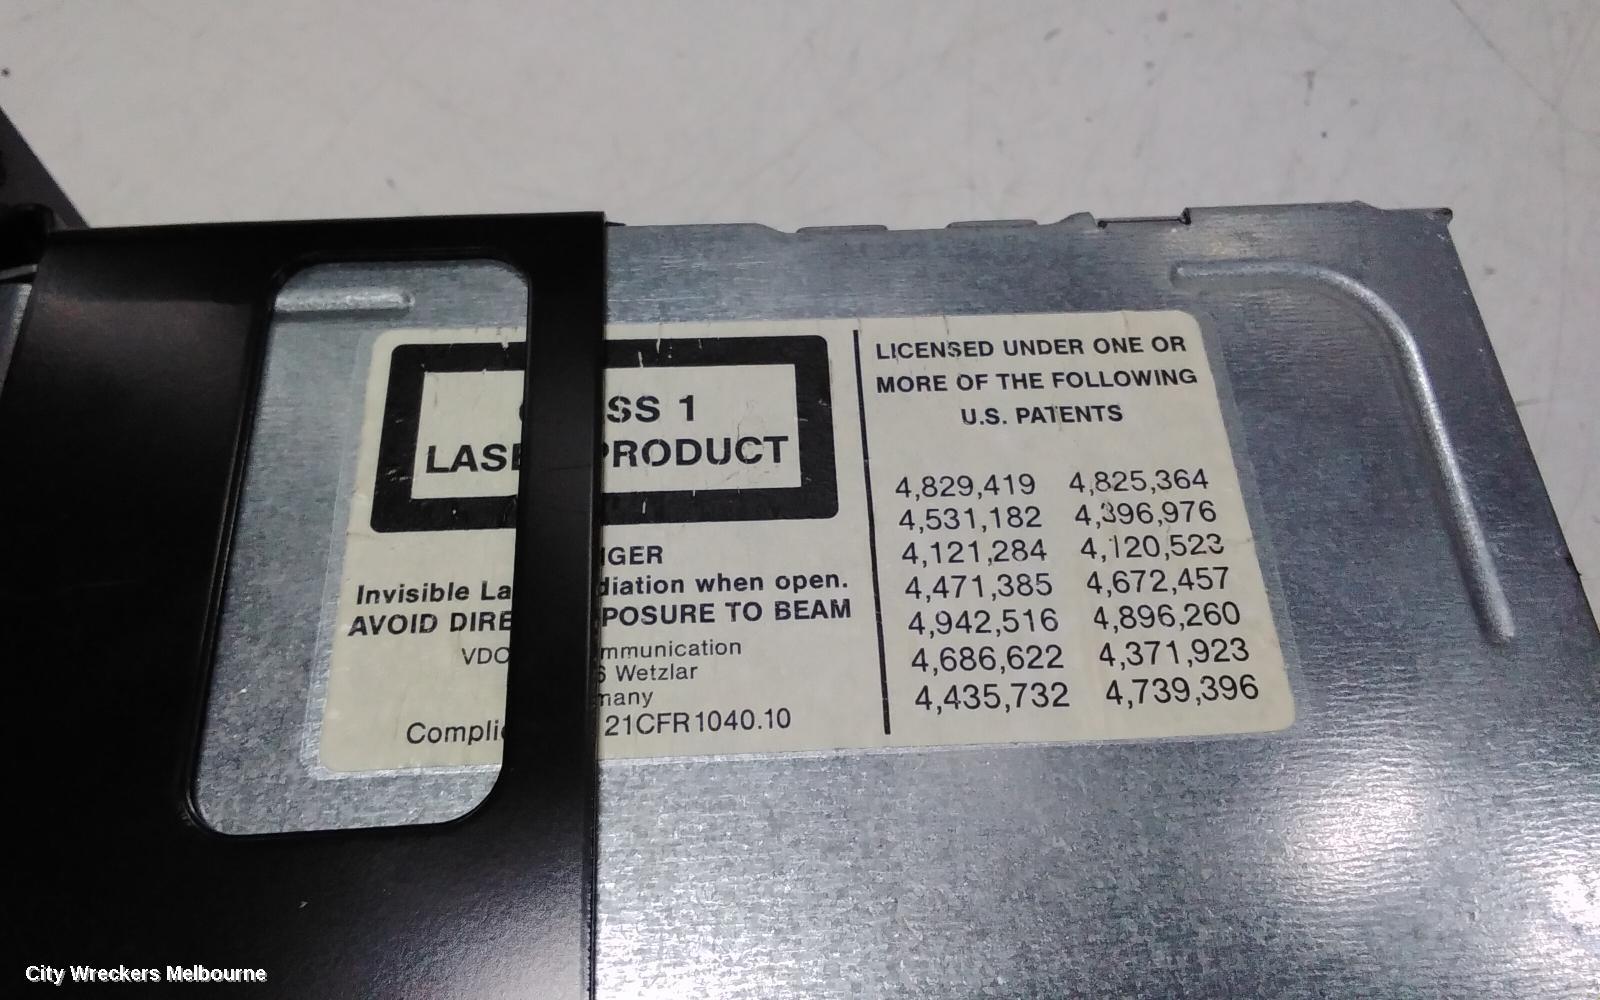 SS 1
PRODUCT
IGER
Invisible La diation when open.
AVOID DIRE POSURE TO BEAM
VDO mmunication
6 Wetzlar
many
Compli 21CFR1040.10
LICENSED UNDER ONE OR
MORE OF THE FOLLOWING
U.S. PATENTS
4,829,419 4,825,364
4,531,182 4,396,976
4,121,284 4,120,523
4,471,385 4,672,457
4,942,516 4,896,260
4,686,622 4,371,923
4,435,732 4,739,396
City Wreckers Melbourne